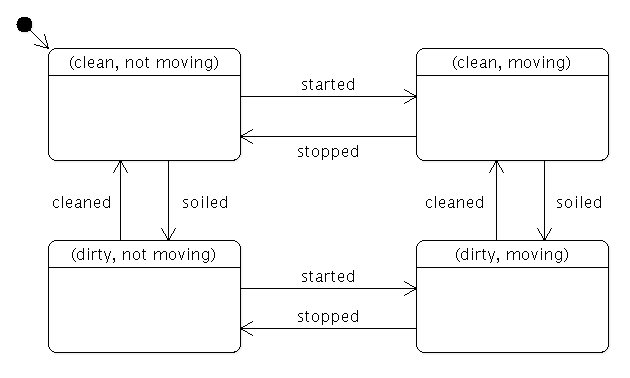 (clean, not moving)
(clean, moving)
started
stopped
cleaned
soiled
cleaned
soiled
(dirty, not moving)
(dirty, moving)
started
stopped